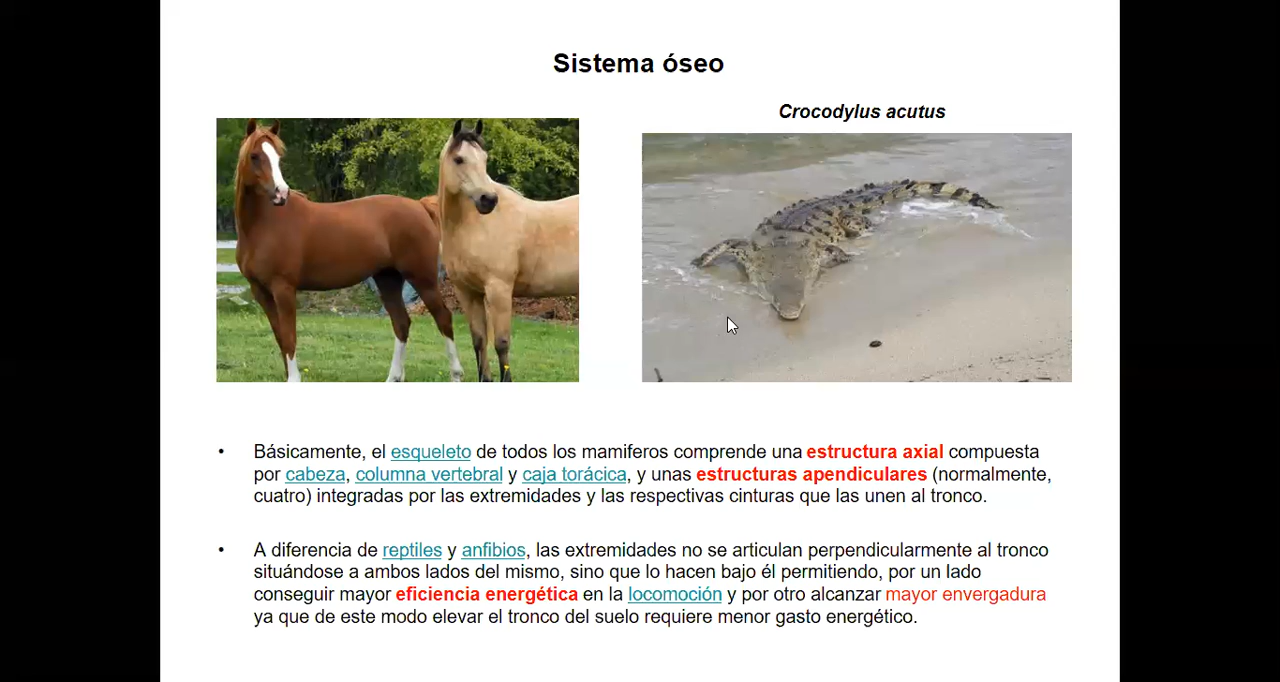 Sistema óseo
Crocodylus acutus
• Básicamente, el esqueleto de todos los mamiferos comprende una estructura axial compuesta
por cabeza, columna vertebral y caja torácica, y unas estructuras apendiculares (normalmente,
cuatro) integradas por las extremidades y las respectivas cinturas que las unen al tronco.
• A diferencia de reptiles y anfibios, las extremidades no se articulan perpendicularmente al tronco
situándose a ambos lados del mismo, sino que lo hacen bajo él permitiendo, por un lado
conseguir mayor eficiencia energética en la locomoción y por otro alcanzar mayor envergadura
ya que de este modo elevar el tronco del suelo requiere menor gasto energético.